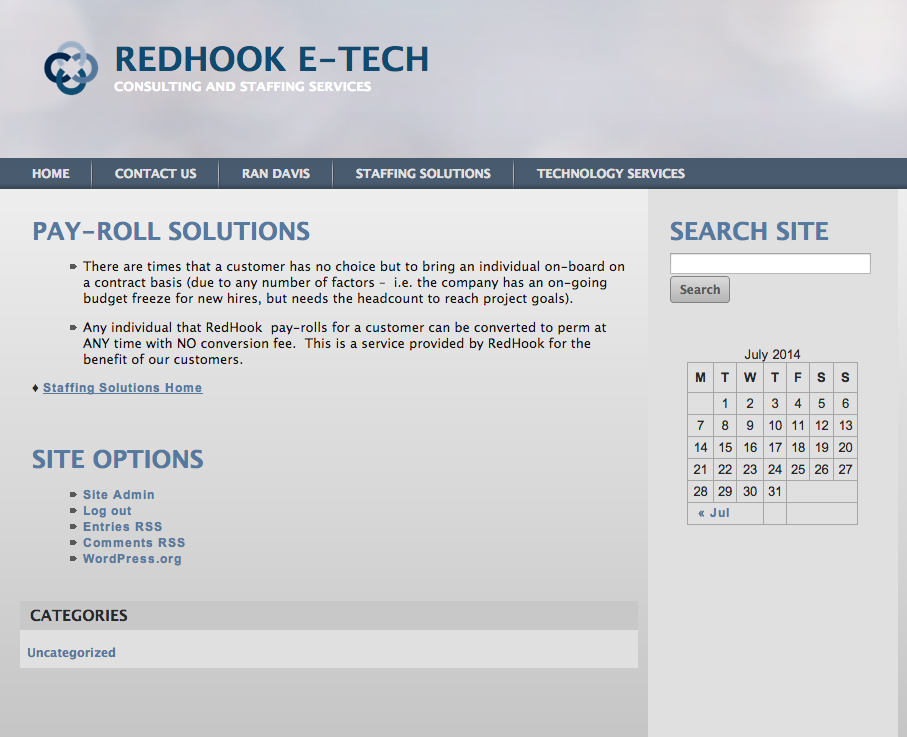 REDHOOK E-TECH
CONSULTING AND STAFFING SERVICES
HOME CONTACT US RAN DAVIS STAFFING SOLUTIONS TECHNOLOGY SERVICES
PAY-ROLL SOLUTIONS
There are times that a customer has no choice but to bring an individual on-board on
a contract basis (due to any number of factors – i.e. the company has an on-going
budget freeze for new hires, but needs the headcount to reach project goals).
Any individual that RedHook pay-rolls for a customer can be converted to perm at
ANY time with NO conversion fee. This is a service provided by RedHook for the
benefit of our customers.
♦ Staffing Solutions Home
SITE OPTIONS
Site Admin
Log out
Entries RSS
Comments RSS
WordPress.org
CATEGORIES
Uncategorized
SEARCH SITE
Search
July 2014
M T W T F S S
1 2 3 4 5 6
7 8 9 10 11 12 13
14 15 16 17 18 19 20
21 22 23 24 25 26 27
28 29 30 31
« Jul